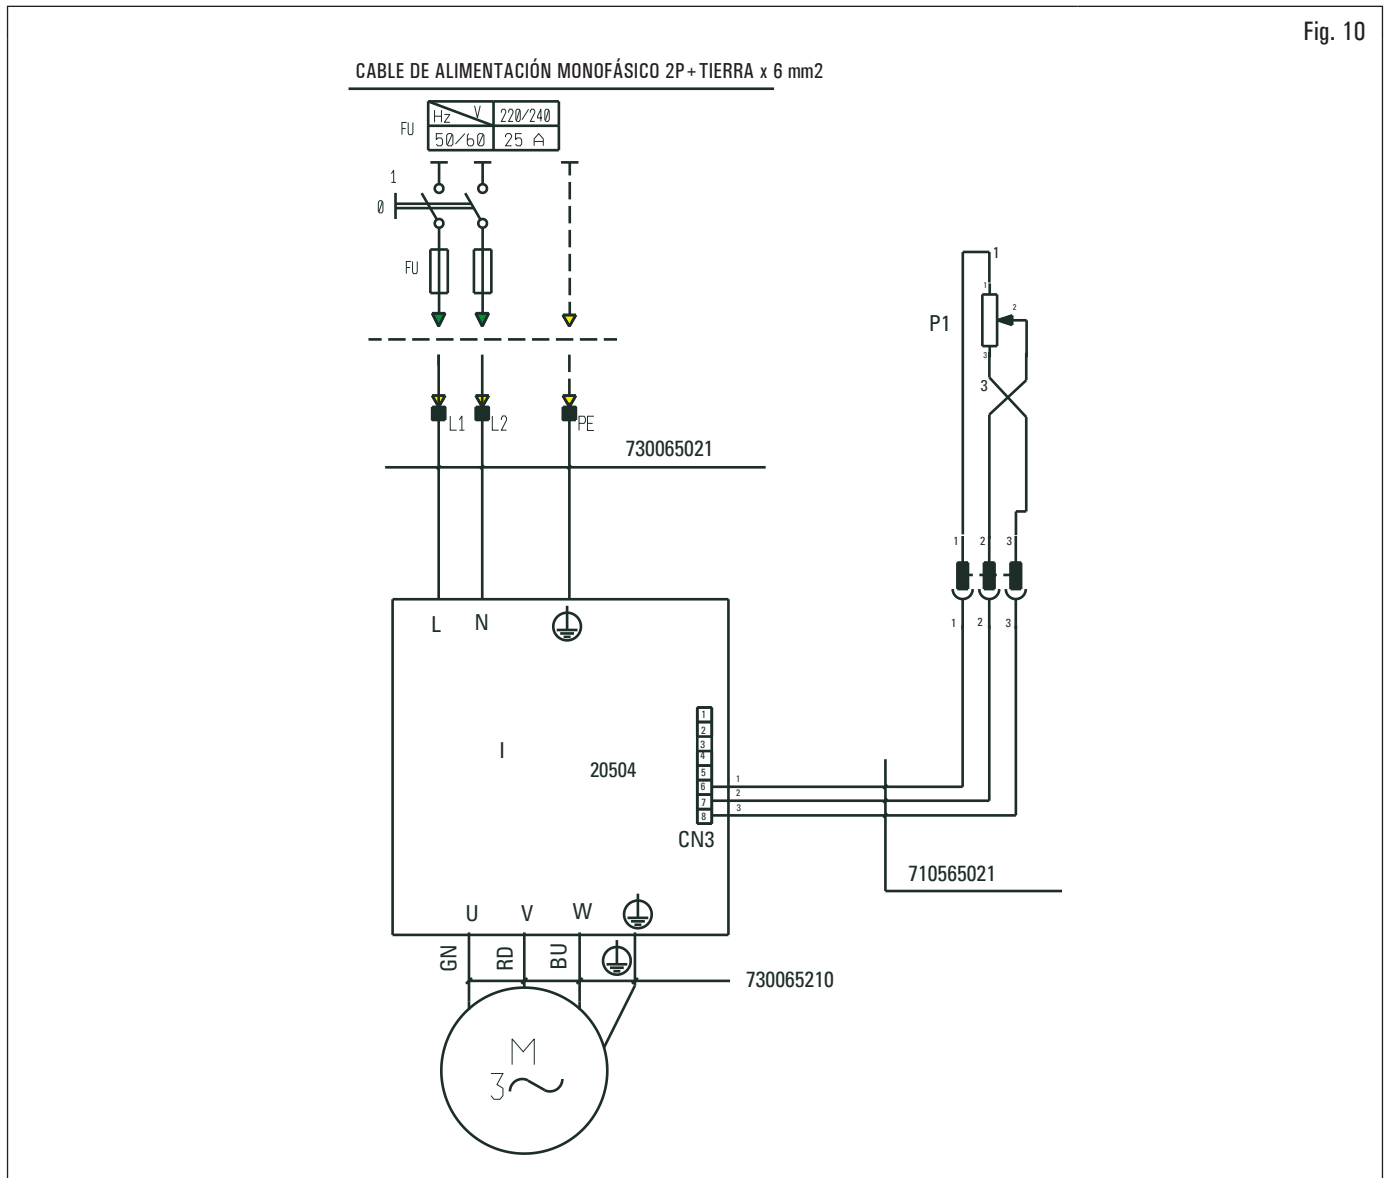 Fig. 10
CABLE DE ALIMENTACIÓN MONOFÁSICO 2P+TIERRA x 6 mm2
FU
Hz V 220/240
50/60 25 A
1
0
FU
L1 L2 PE
730065021
1
1
2
P1
3
3
1 2 3
1 2 3
L N
I
20504
1
2
3
4
5
6
7
8
1
2
3
CN3
710565021
U V W
GN RD BU
730065210
M
3